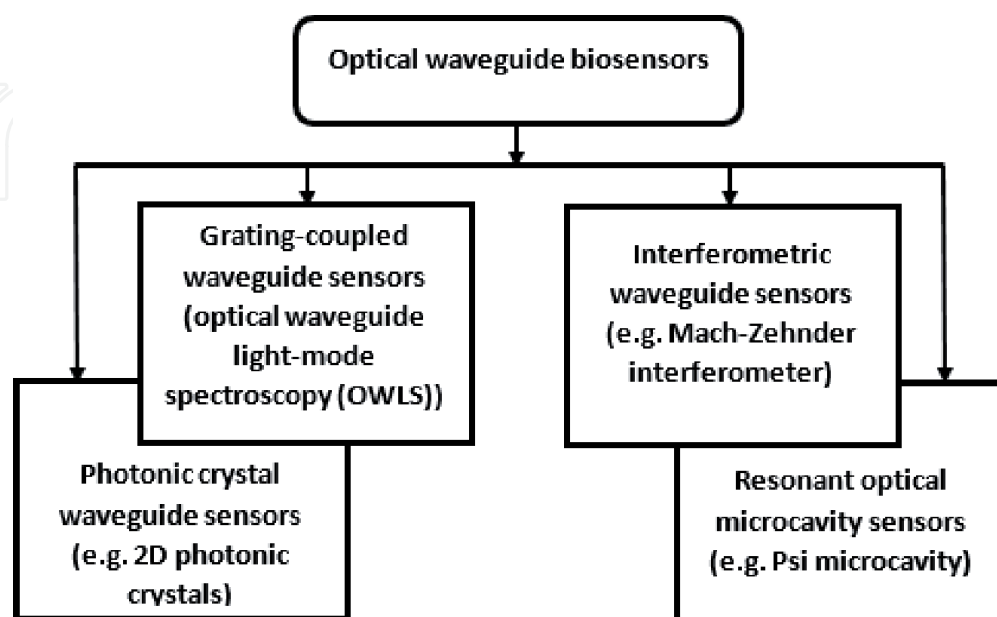 Optical waveguide biosensors
Grating-coupled
waveguide sensors
(optical waveguide
light-mode
spectroscopy (OWLS))
Interferometric
waveguide sensors
(e.g. Mach-Zehnder
interferometer)
Photonic crystal
waveguide sensors
(e.g. 2D photonic
crystals)
Resonant optical
microcavity sensors
(e.g. Psi microcavity)